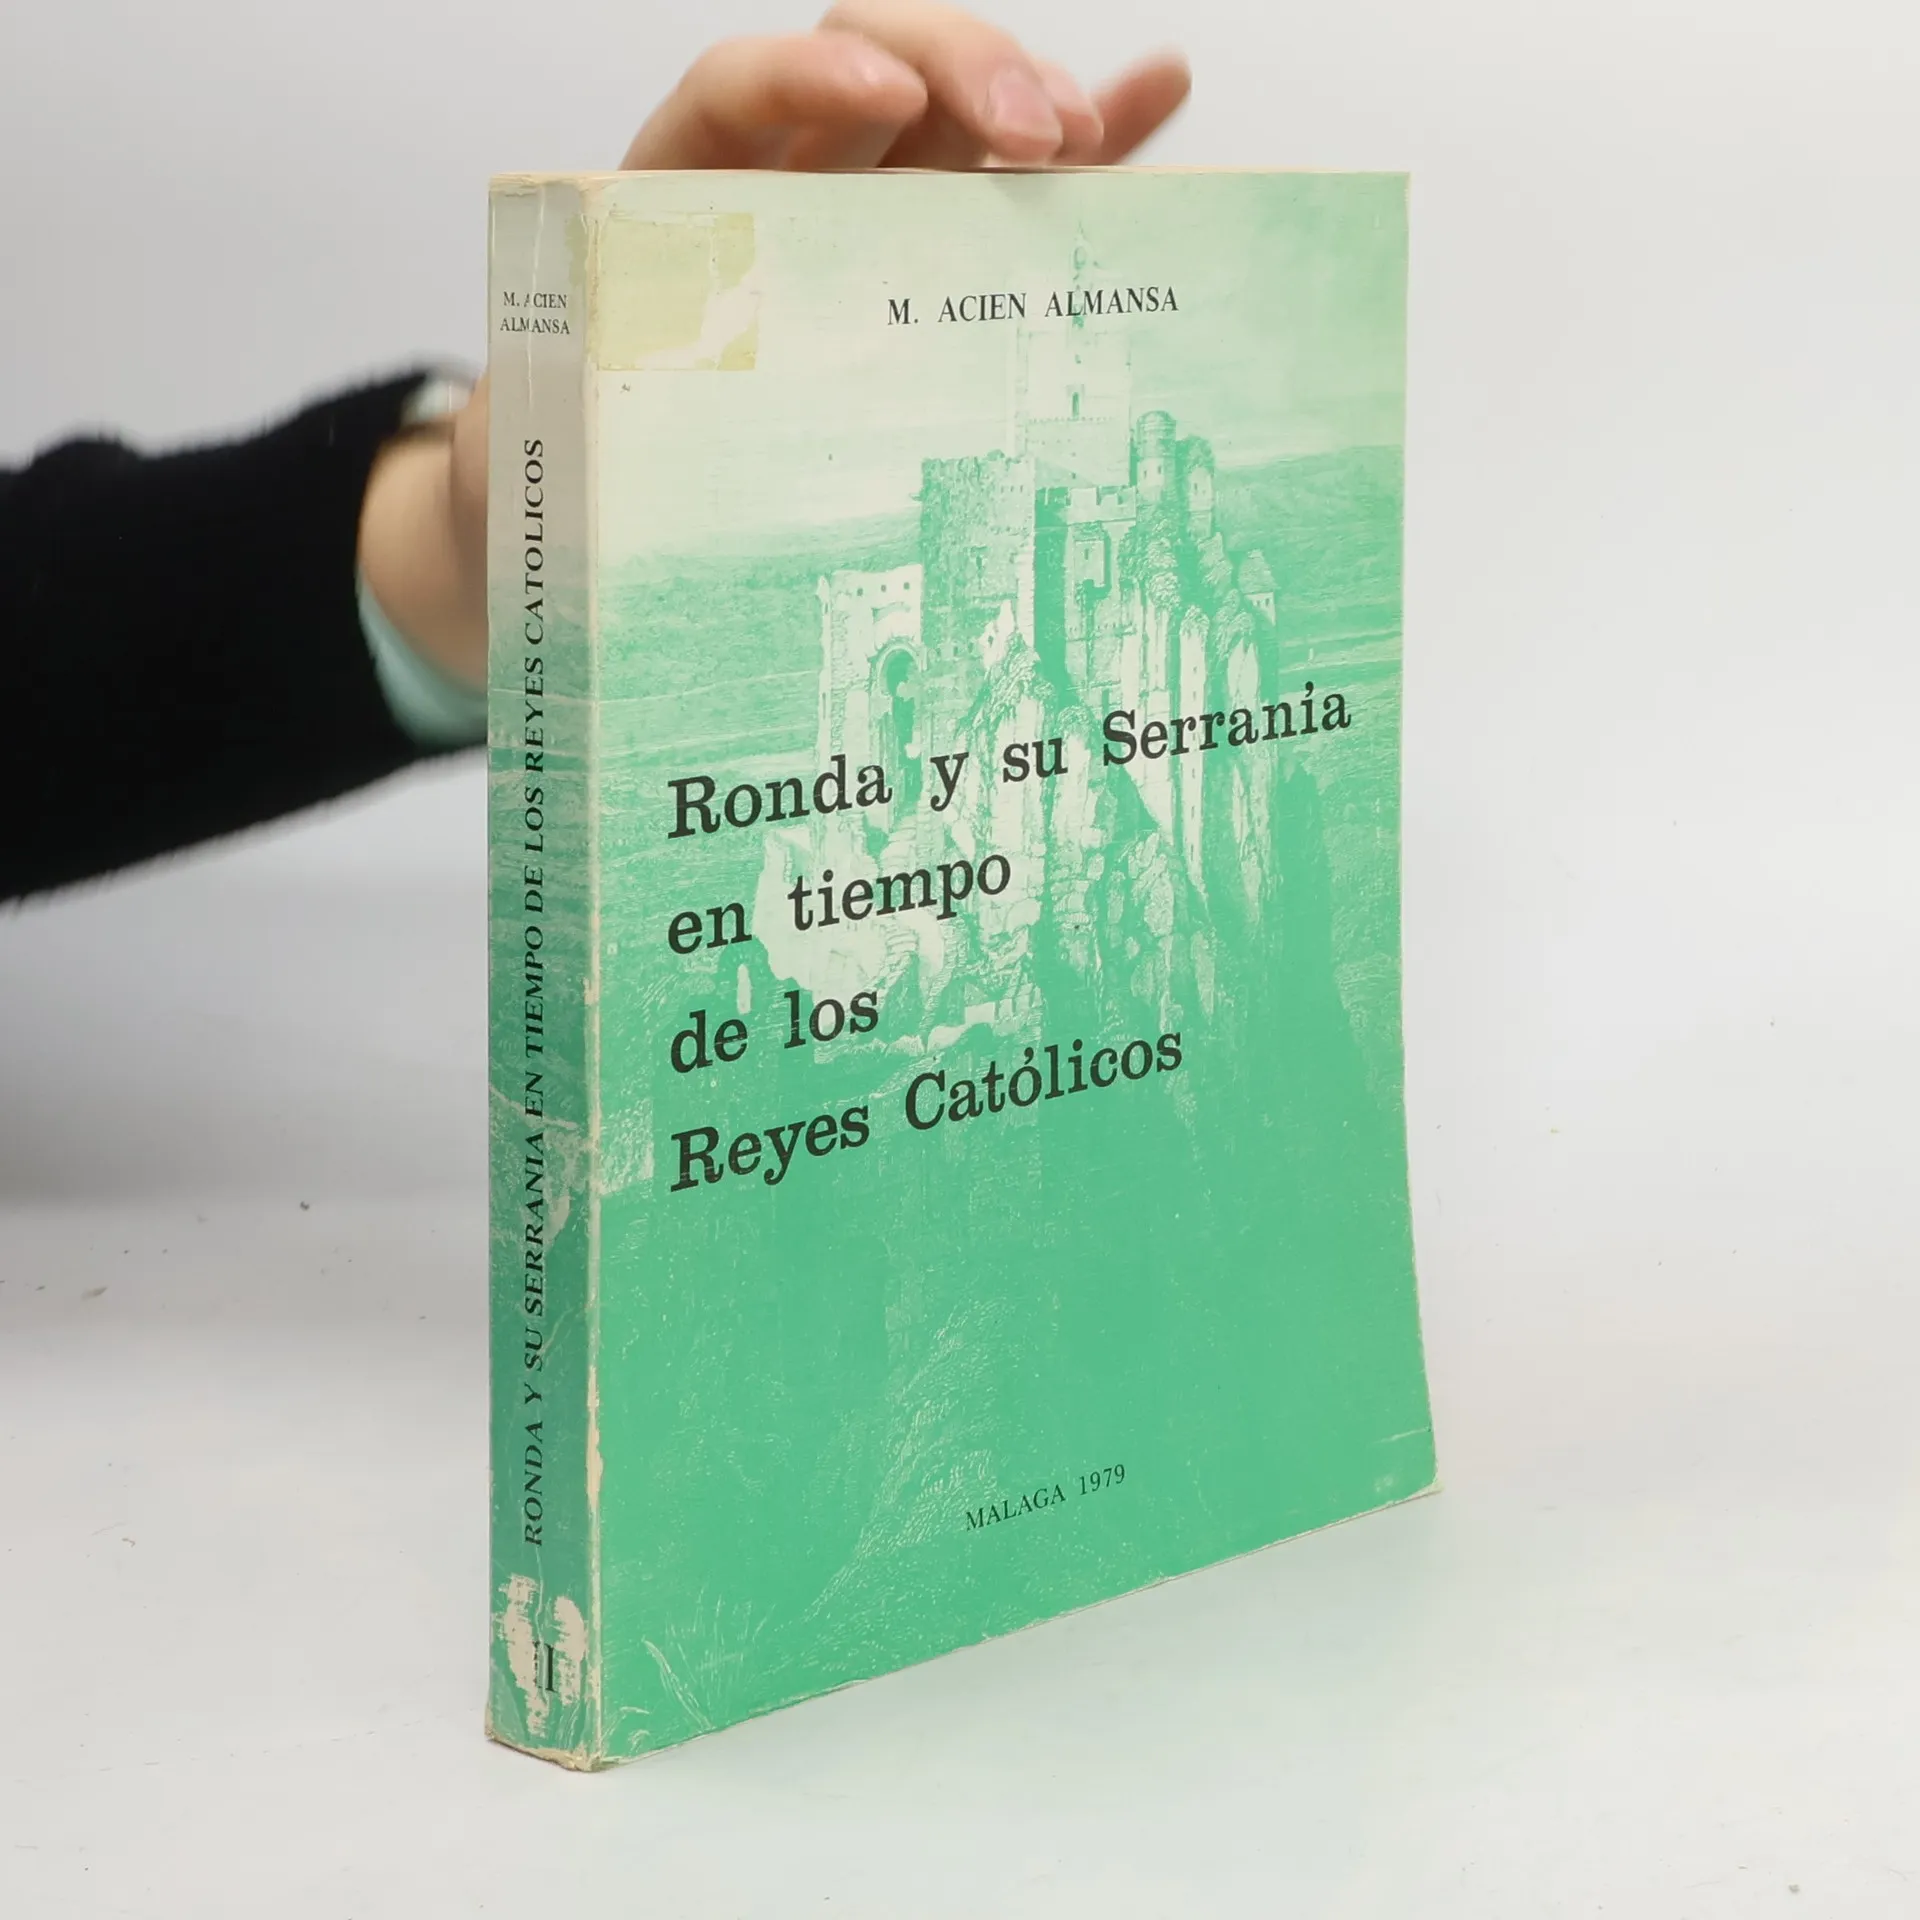 M. ACIEN
ALMANSA
RONDA Y SU SERRANIA EN TIEMPO DE LOS REYES CATOLICOS
M. ACIEN ALMANSA
Ronda y su Serranía
en tiempo
de los
Reyes Católicos
MALAGA 1979